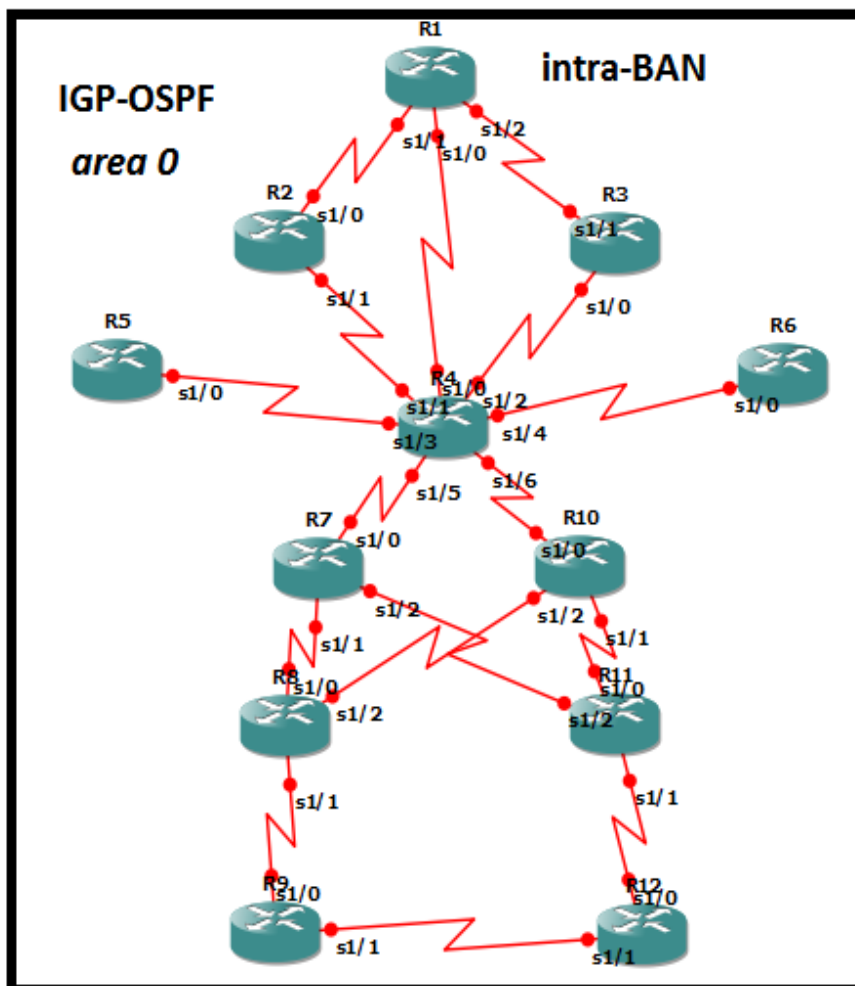 R1
IGP-OSPF
intra-BAN
area 0
s1/2
s1/1
s1/0
R2
R3
s1/0
s1/1
s1/1
s1/0
R5
R6
R4
s1/0
s1/0
s1/1
s1/2
s1/0
s1/3
s1/4
s1/5
s1/6
R7
R10
s1/0
s1/0
s1/2
s1/2
s1/1
s1/1
R8
R11
s1/0
s1/0
s1/2
s1/2
s1/1
s1/1
R9
R12
s1/0
s1/0
s1/1
s1/1